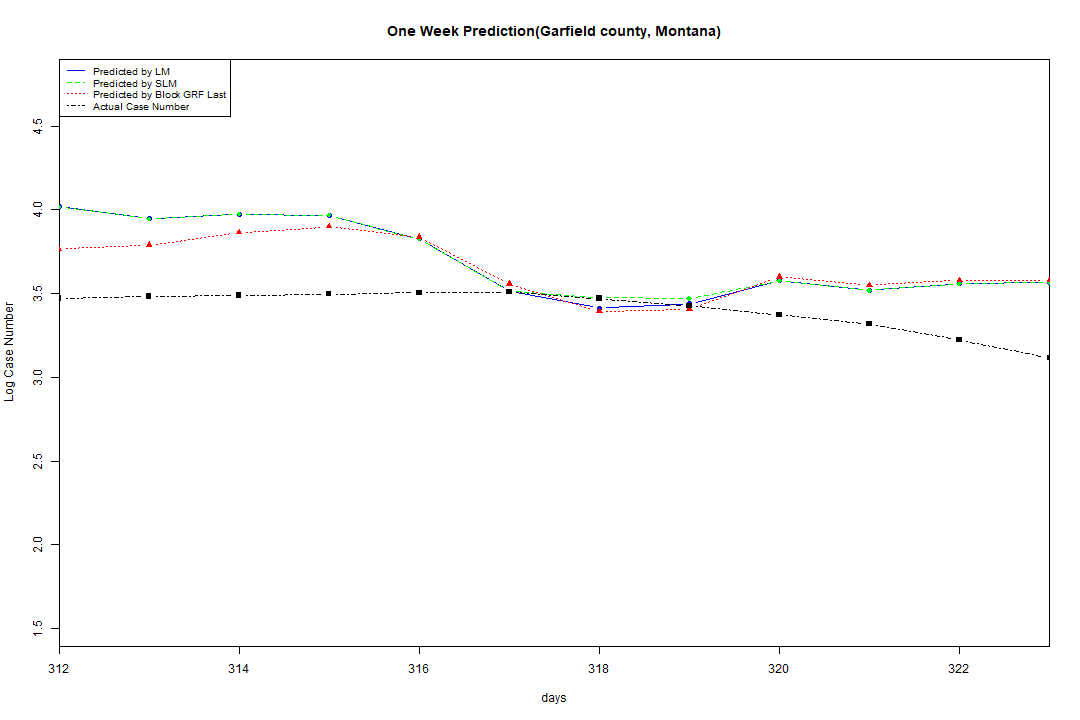 One Week Prediction(Garfield county, Montana)
Predicted by LM
Predicted by SLM
Predicted by Block GRF Last
Actual Case Number
Log Case Number
4.5
4.0
3.5
3.0
2.5
2.0
1.5
312 314 316 318 320 322
days